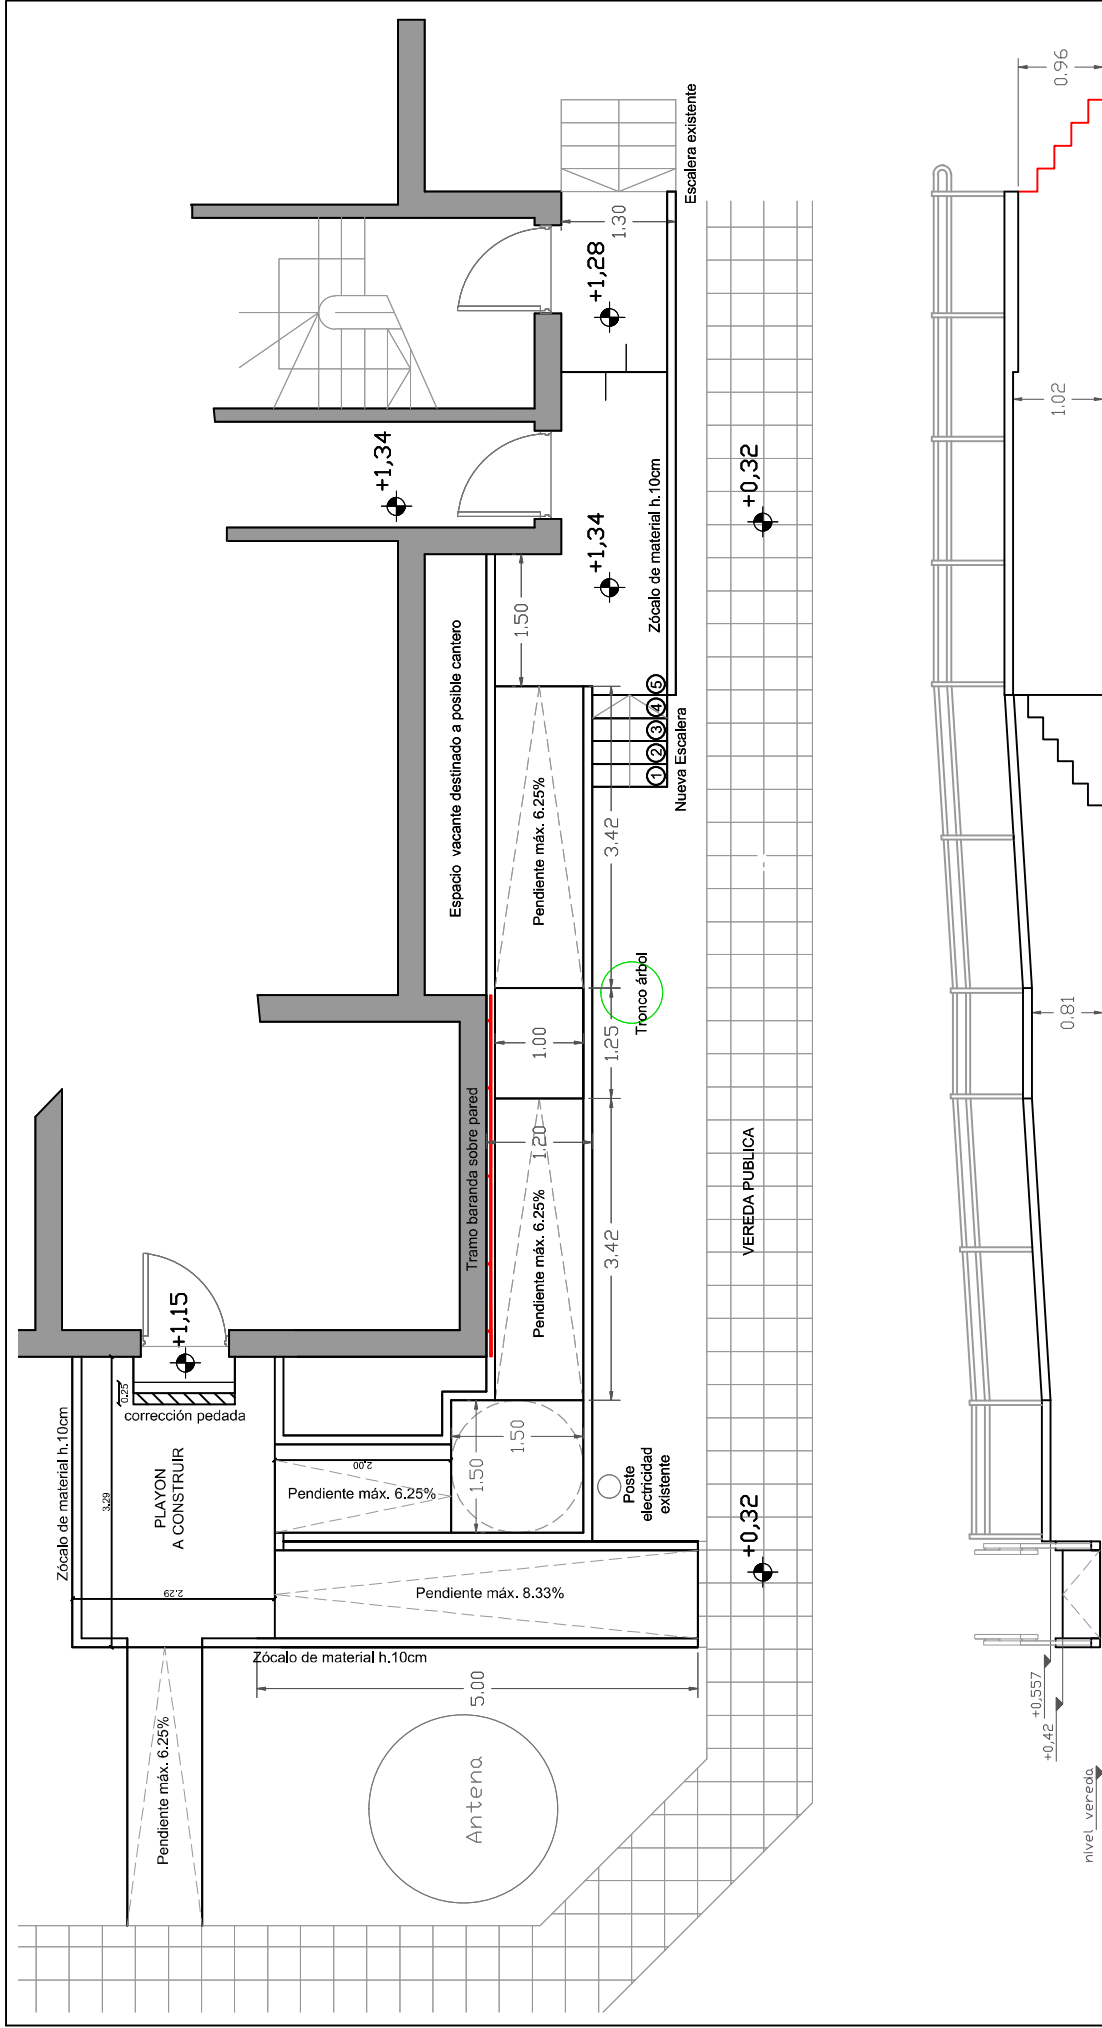 0.96
Escalera existente
1.30
+1,28
1.02
+1,34
+0,32
+1,34
Zócalo de material h.10cm
1.50
Espacio vacante destinado a posible cantero
1 2 3 4 5
Nueva Escalera
Pendiente máx. 6.25%
3.42
Tronco árbol
0.81
1.00
1.25
Tramo baranda sobre pared
1.20
VEREDA PUBLICA
Pendiente máx. 6.25%
3.42
+1,15
0.25
corrección pedada
Zócalo de material h.10cm
PLAYON
A CONSTRUIR
3.29
2.00
Pendiente máx. 6.25%
1.50
1.50
Poste
electricidad
existente
+0,32
2.29
Pendiente máx. 8.33%
Zócalo de material h.10cm
5.00
Pendiente máx. 6.25%
Antena
+0,557
+0,42
nivel vereda